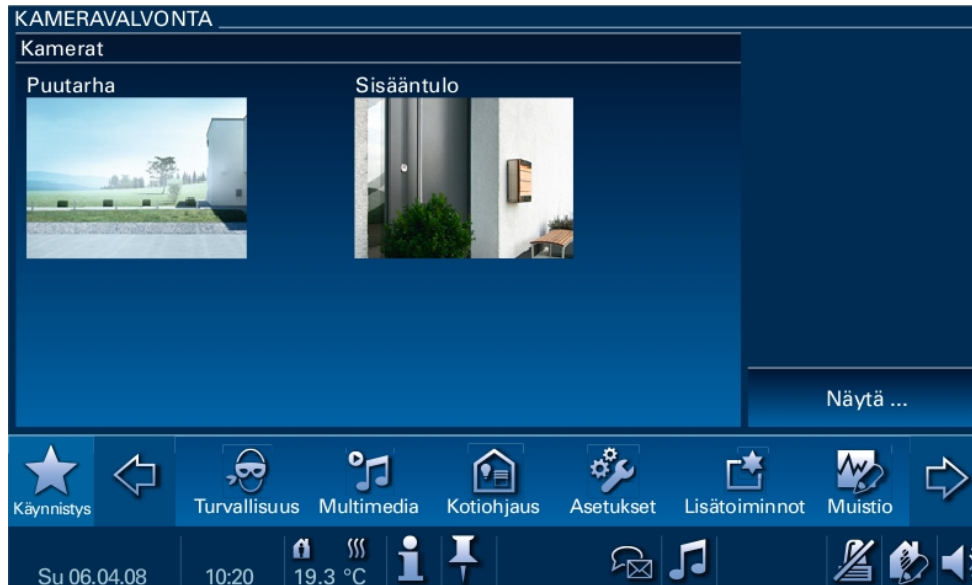 KAMERAVALVONTA
Kamerat
Puutarha Sisääntulo
Näytä ...
Käynnistys Turvallisuus Multimedia Kotiohjaus Asetukset Lisätoiminnot Muistio
Su 06.04.08 10:20 19.3 °C